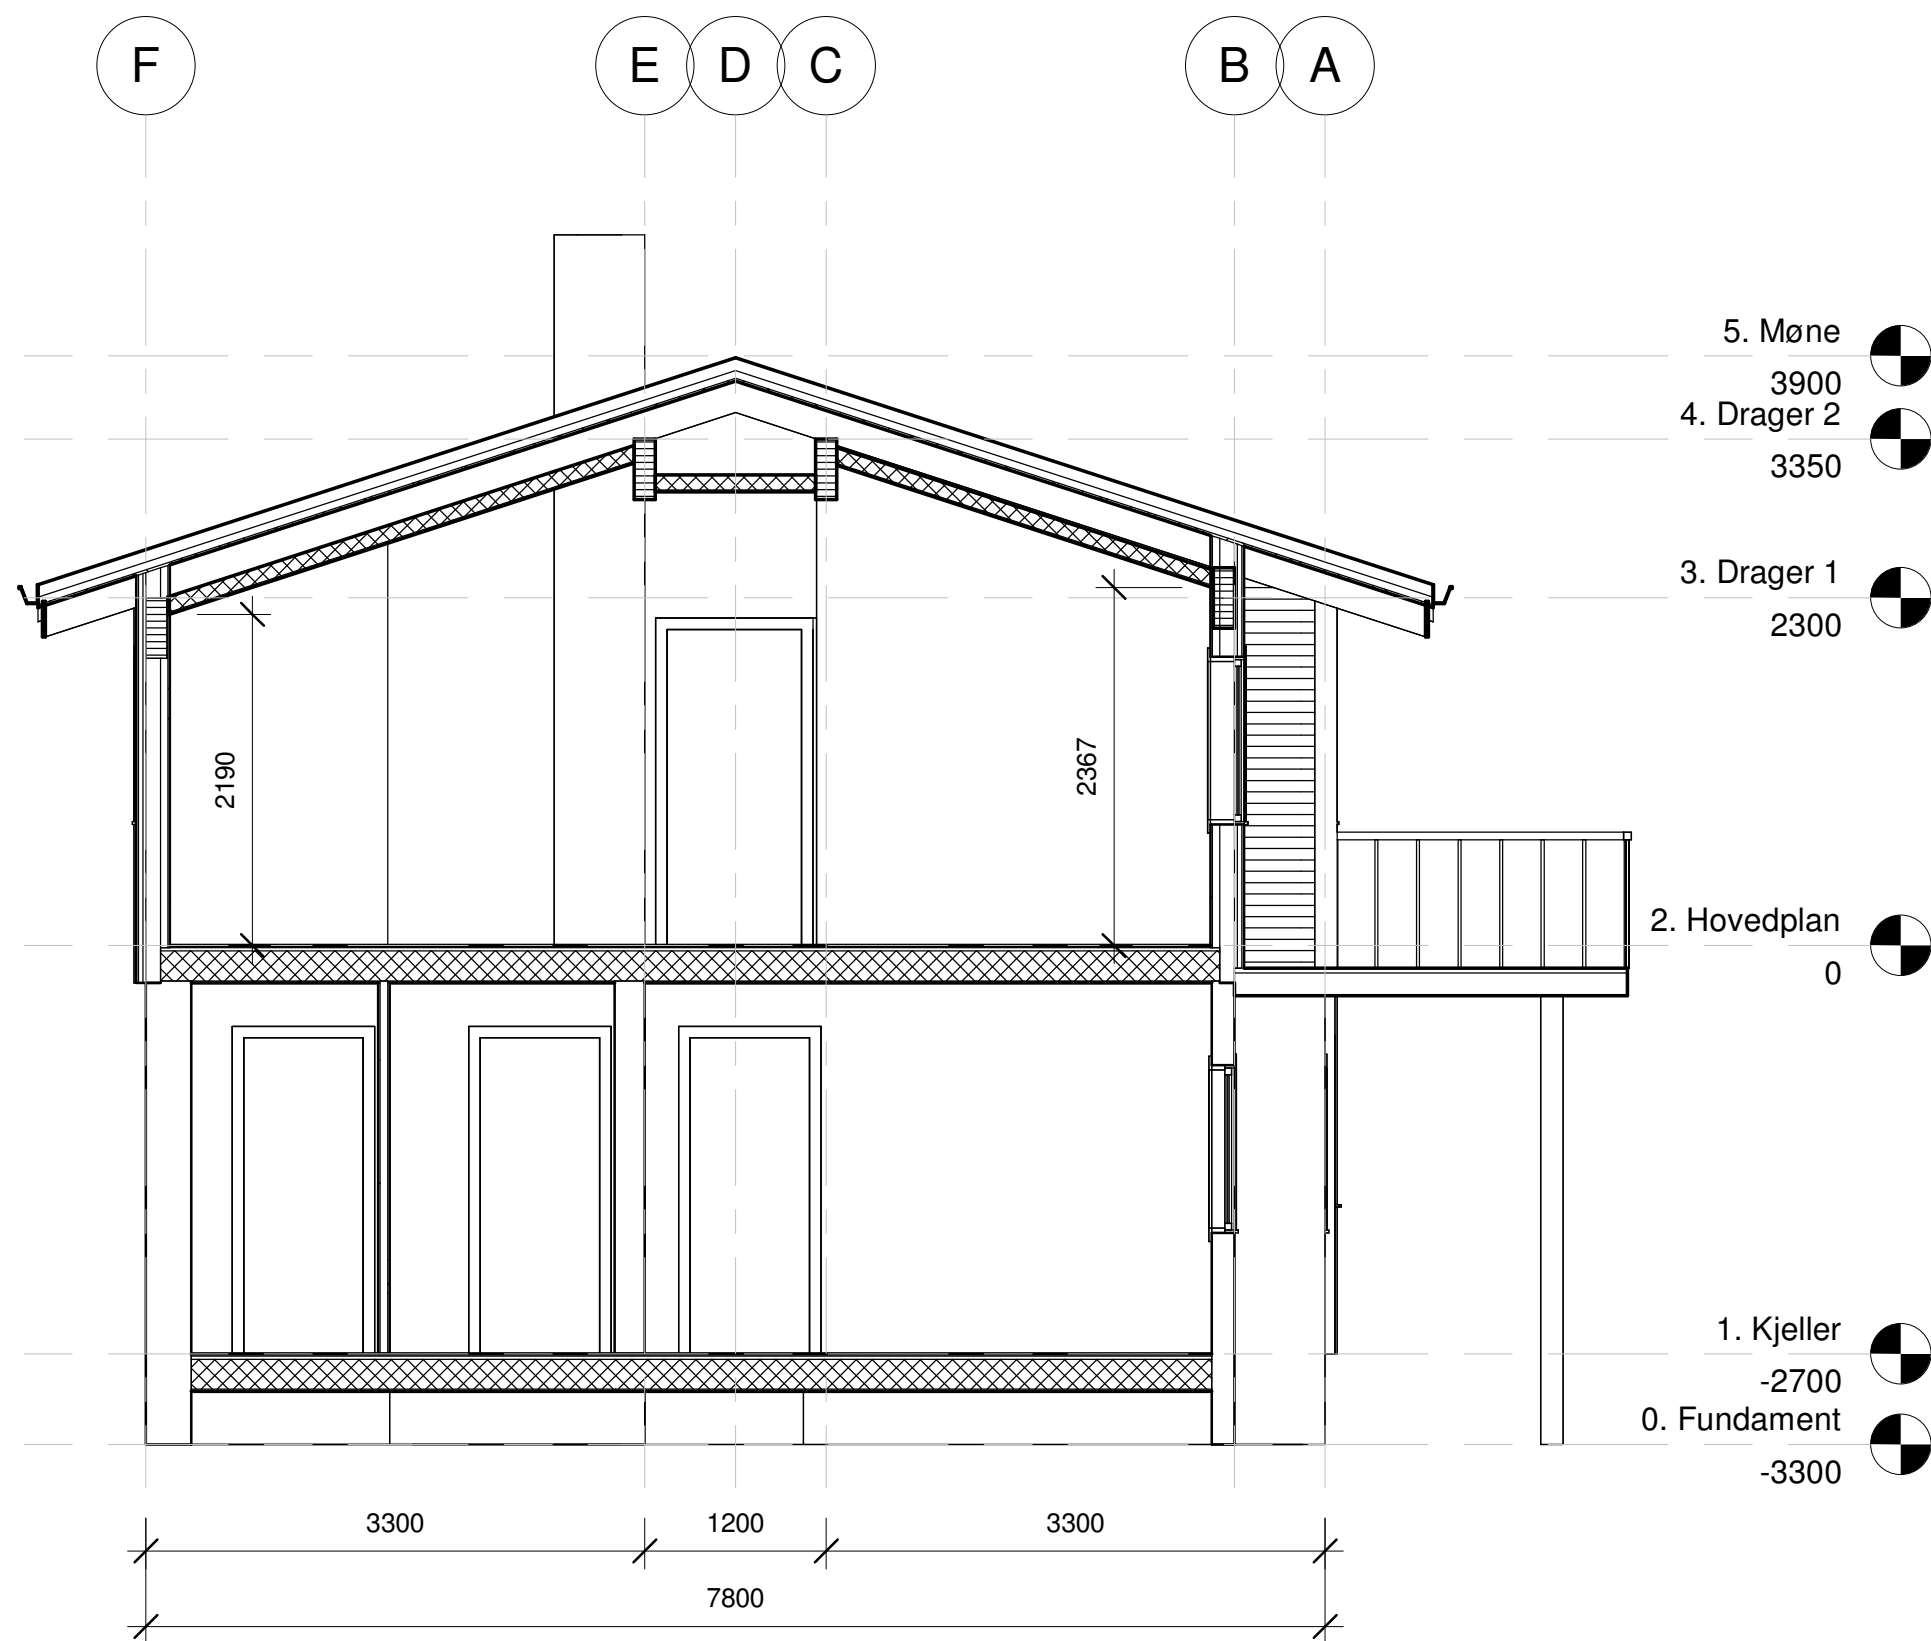 F E D C B A
5. Møne
3900
4. Drager 2
3350
3. Drager 1
2300
2190
2367
2. Hovedplan
0
1. Kjeller
-2700
0. Fundament
-3300
3300 1200 3300
7800